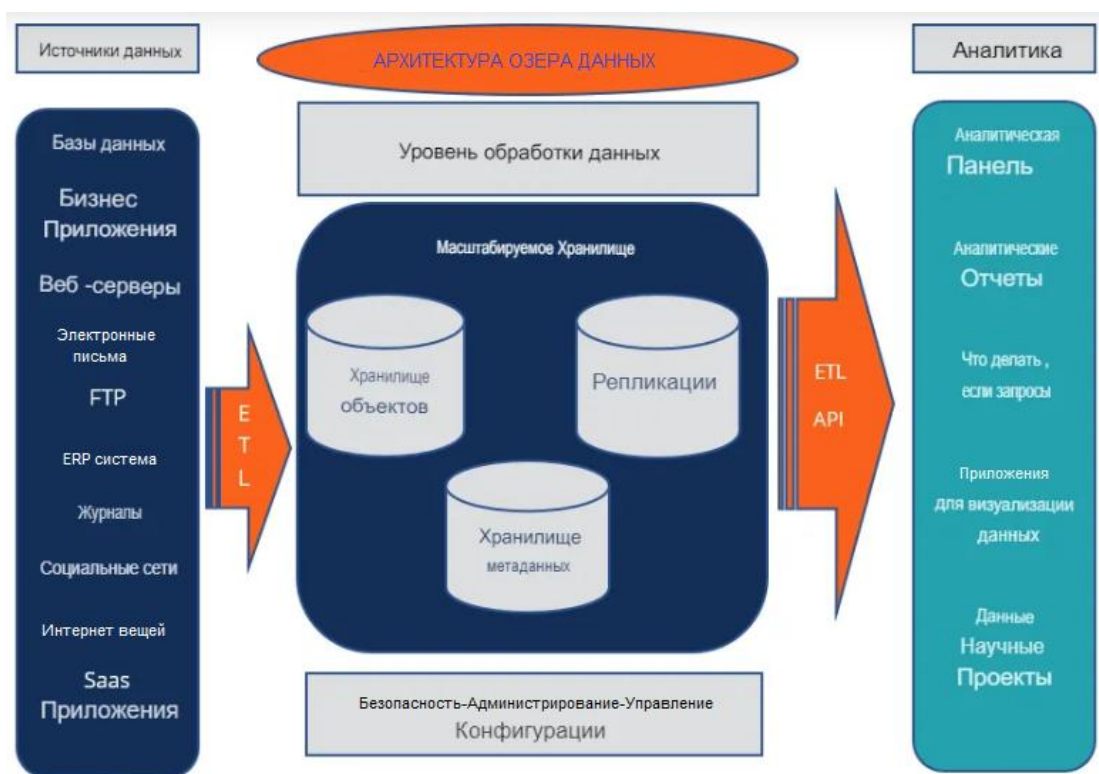 Источники данных
АРХИТЕКТУРА ОЗЕРА ДАННЫХ
Аналитика
Базы данных
Бизнес
Приложения
Веб -серверы
Электронные
письма
FTP
ERP система
Журналы
Социальные сети
Интернет вещей
Saas
Приложения
E
T
L
Уровень обработки данных
Масштабируемое Хранилище
Хранилище
объектов
Репликации
Хранилище
метаданных
Безопасность-Администрирование-Управление
Конфигурации
ETL
API
Аналитическая
Панель
Аналитические
Отчеты
Что делать ,
если запросы
Приложения
для визуализации
данных
Данные
Научные
Проекты